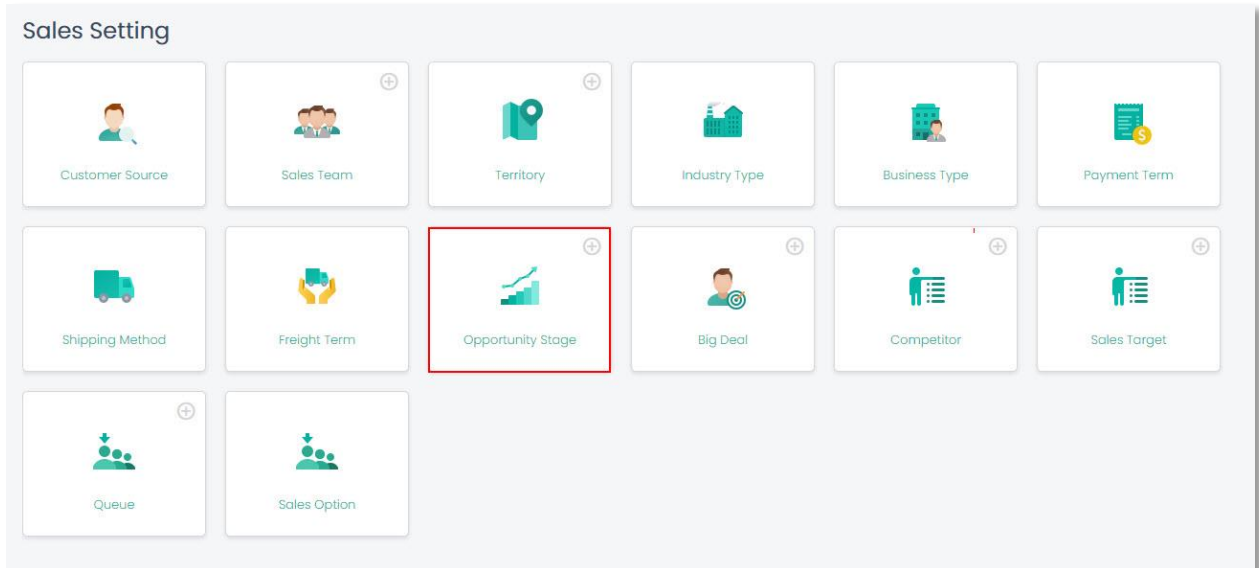 Sales Setting
Customer Source
Sales Team
Territory
Industry Type
Business Type
Payment Term
Shipping Method
Freight Term
Opportunity Stage
Big Deal
Competitor
Sales Target
Queue
Sales Option